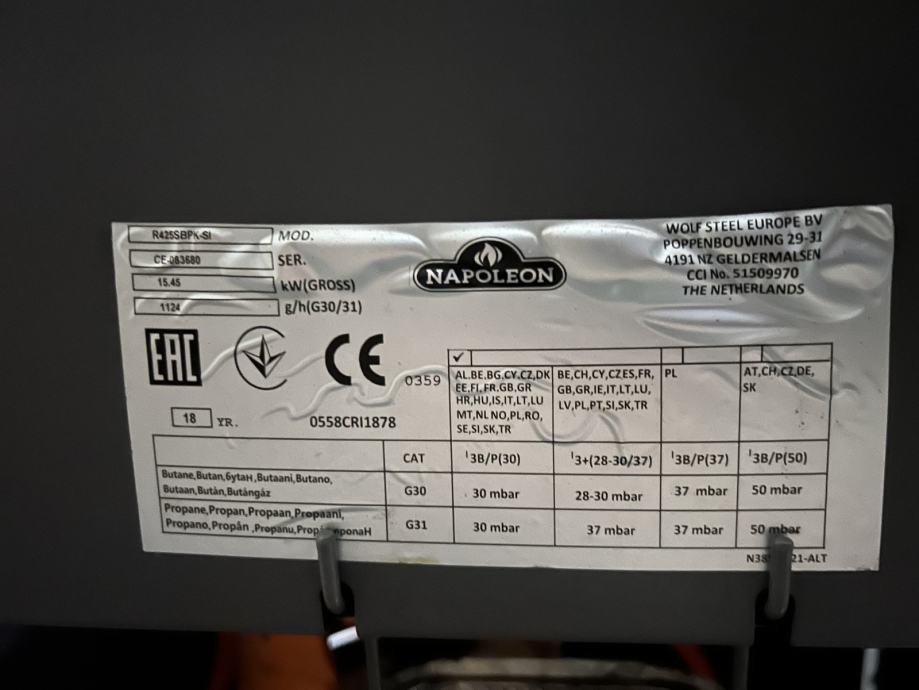 R425SBPK-SI MOD.
CE-083680 SER.
15.45 kW(GROSS)
1124 g/h(G30/31)
NAPOLEON
WOLF STEEL EUROPE BV
POPPENBOUWING 29-31
4191 NZ GELDERMALSEN
CCI No. 51509970
THE NETHERLANDS
EAC
CE 0359
18 YR. 0558CRI1878
✓
AL.BE,BG,CY,CZ,DK
EE,FI,FR.GB,GR
HR,HU,IS,IT,LT,LU
MT,NL NO,PL,RO,
SE,SI,SK,TR
BE,CH,CY,CZES,FR,
GB,GR,IE,IT,LT,LU,
LV,PL,PT,SI,SK,TR
PL
AT,CH,CZ,DE,
SK
CAT I3B/P(30) I3+(28-30/37) I3B/P(37) I3B/P(50)
Butane,Butan,бутан,Butaani,Butano,
Butaan,Bután,Butángáz
G30 30 mbar 28-30 mbar 37 mbar 50 mbar
Propane,Propan,Propaan,Propaani,
Propano,Propân ,Propanu,
G31 30 mbar 37 mbar 37 mbar 50 mbar